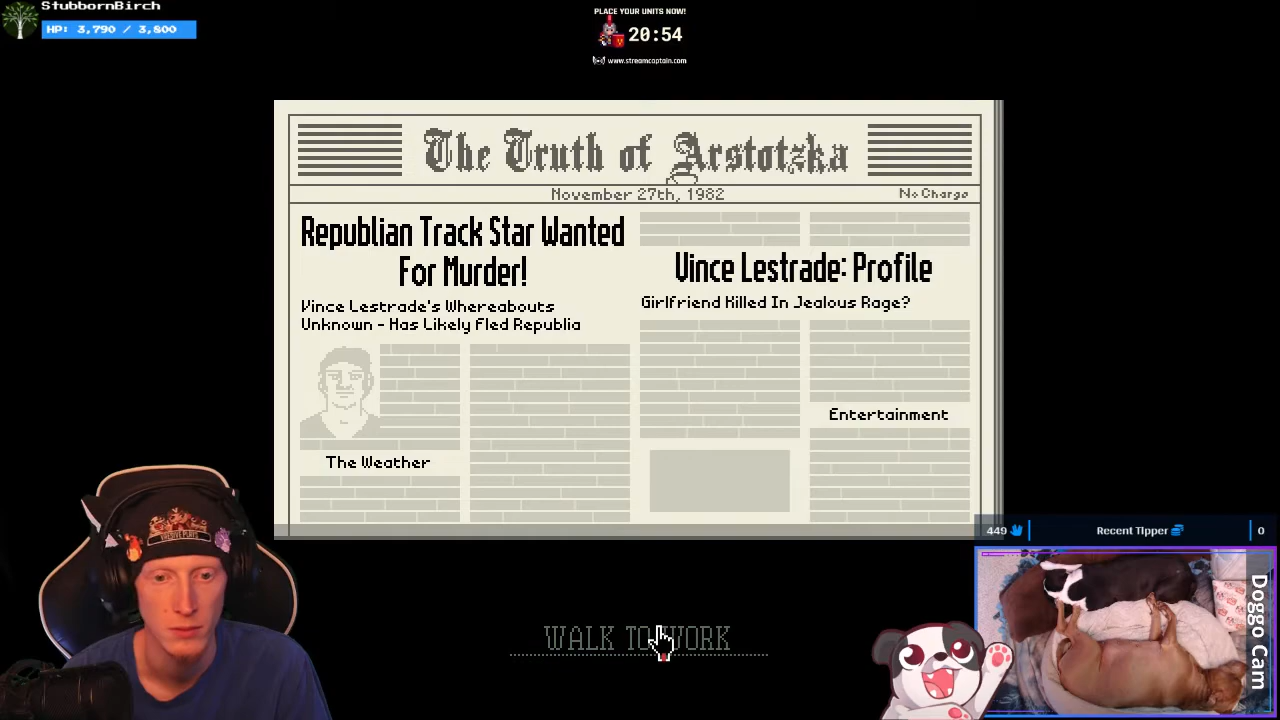 StubbornBirch
HP: 3,790 / 3,800
PLACE YOUR UNITS NOW!
20:54
www.streamcaptain.com
The Truth of Arstotzka
November 27th, 1982
No Charge
Republian Track Star Wanted
For Murder!
Vince Lestrade's Whereabouts
Unknown - Has Likely Fled Republia
The Weather
Vince Lestrade: Profile
Girlfriend Killed In Jealous Rage?
Entertainment
WALK TO WORK
449
Recent Tipper
0
Doggo Cam